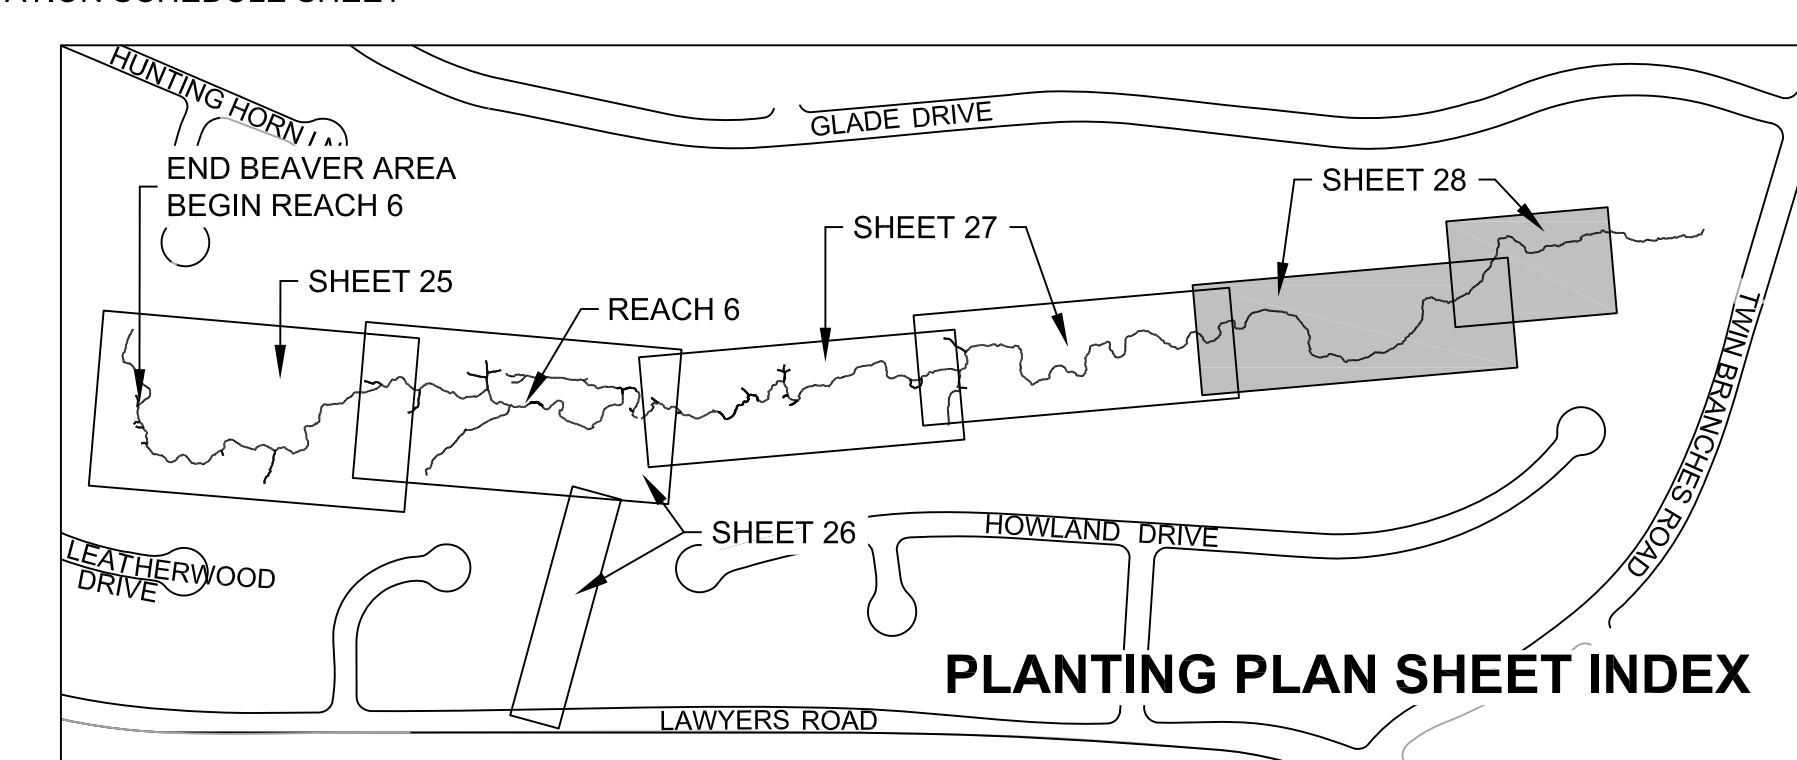 HUNTING HORN LN
GLADE DRIVE
END BEAVER AREA
BEGIN REACH 6
SHEET 28
SHEET 27
SHEET 25
REACH 6
TWIN BRANCHES ROAD
SHEET 26
HOWLAND DRIVE
LEATHERWOOD
DRIVE
PLANTING PLAN SHEET INDEX
LAWYERS ROAD